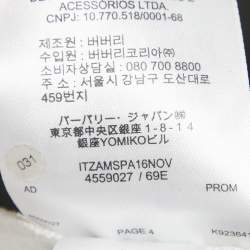 ACESSÓRIOS LTDA.
CNPJ: 10.770.518/0001-68
제조원 : 버버리
수입원 : 버버리코리아㈜
소비자상담실 : 080 700 8800
주소 : 서울시 강남구 도산대로
459번지
バーバリー・ジャパン㈱
東京都中央区銀座1-8-14
銀座YOMIKOビル
031
ITZAMSPA16NOV
4559027 / 69E
AD PROM
PAGE 4 K923641